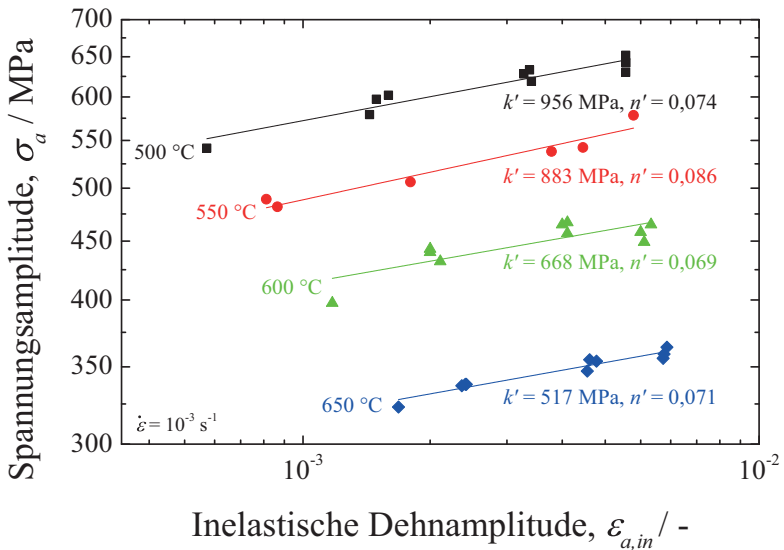 Spannungsamplitude, σa / MPa
700
650
600
550
500
450
400
350
300
500 °C
k' = 956 MPa, n' = 0,074
550 °C
k' = 883 MPa, n' = 0,086
600 °C
k' = 668 MPa, n' = 0,069
650 °C
k' = 517 MPa, n' = 0,071
ε̇ = 10⁻³ s⁻¹
10⁻³
10⁻²
Inelastische Dehnamplitude, εa,in / -